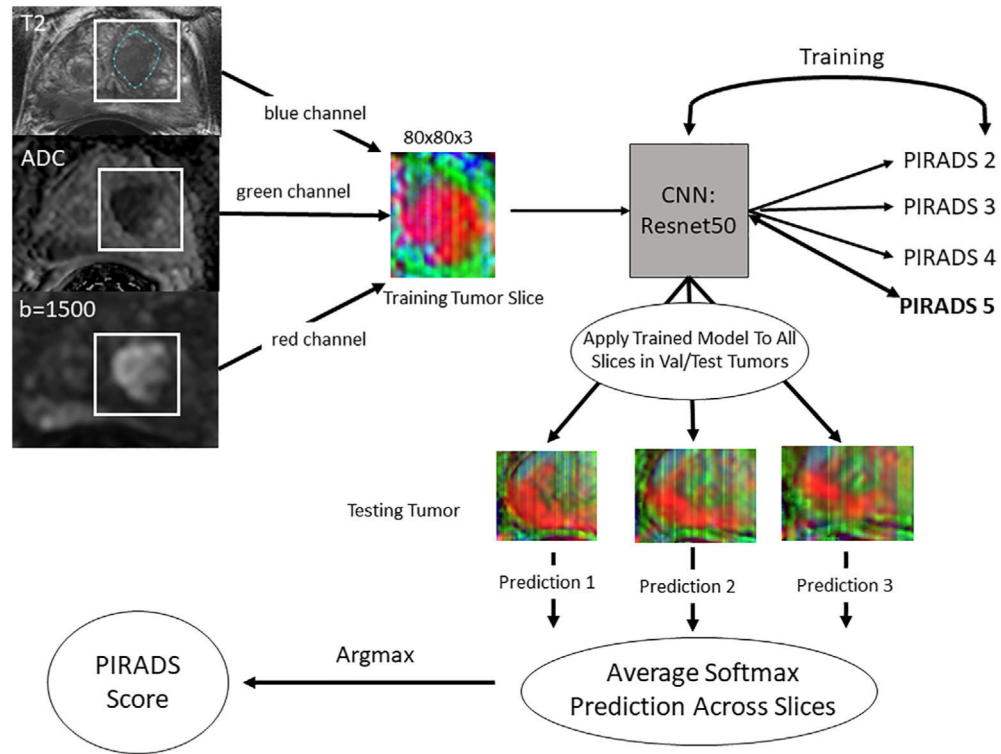 T2
ADC
b=1500
blue channel
green channel
red channel
80x80x3
Training Tumor Slice
CNN:
Resnet50
Training
PIRADS 2
PIRADS 3
PIRADS 4
PIRADS 5
Apply Trained Model To All
Slices in Val/Test Tumors
Testing Tumor
Prediction 1
Prediction 2
Prediction 3
Average Softmax
Prediction Across Slices
Argmax
PIRADS
Score